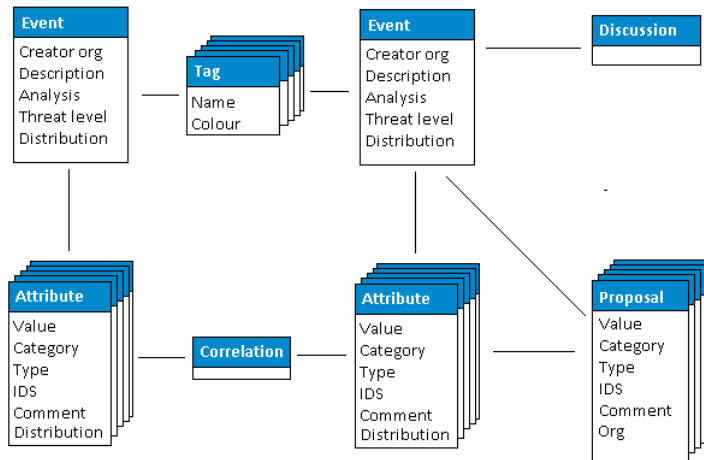 Event
Creator org
Description
Analysis
Threat level
Distribution
Tag
Name
Colour
Event
Creator org
Description
Analysis
Threat level
Distribution
Discussion
Attribute
Value
Category
Type
IDS
Comment
Distribution
Correlation
Attribute
Value
Category
Type
IDS
Comment
Distribution
Proposal
Value
Category
Type
IDS
Comment
Org